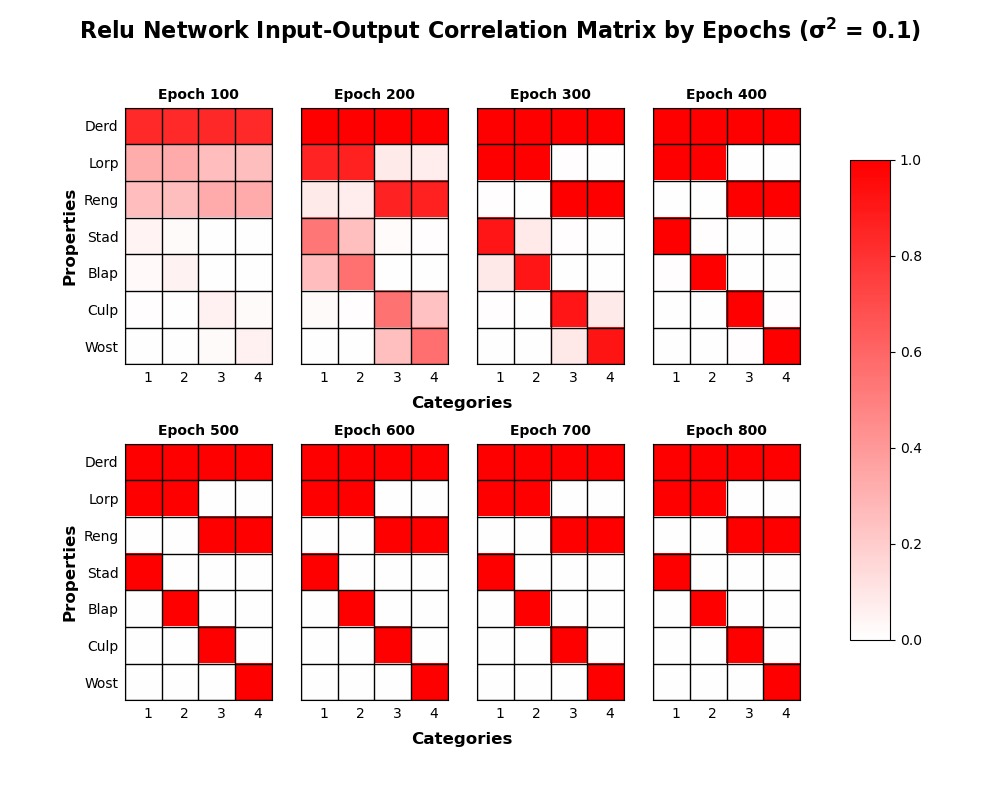 Relu Network Input-Output Correlation Matrix by Epochs (σ² = 0.1)
Epoch 100 Epoch 200 Epoch 300 Epoch 400
Properties
Derd
Lorp
Reng
Stad
Blap
Culp
Wost
1 2 3 4 1 2 3 4 1 2 3 4 1 2 3 4
Categories
Epoch 500 Epoch 600 Epoch 700 Epoch 800
Properties
Derd
Lorp
Reng
Stad
Blap
Culp
Wost
1 2 3 4 1 2 3 4 1 2 3 4 1 2 3 4
Categories
1.0
0.8
0.6
0.4
0.2
0.0